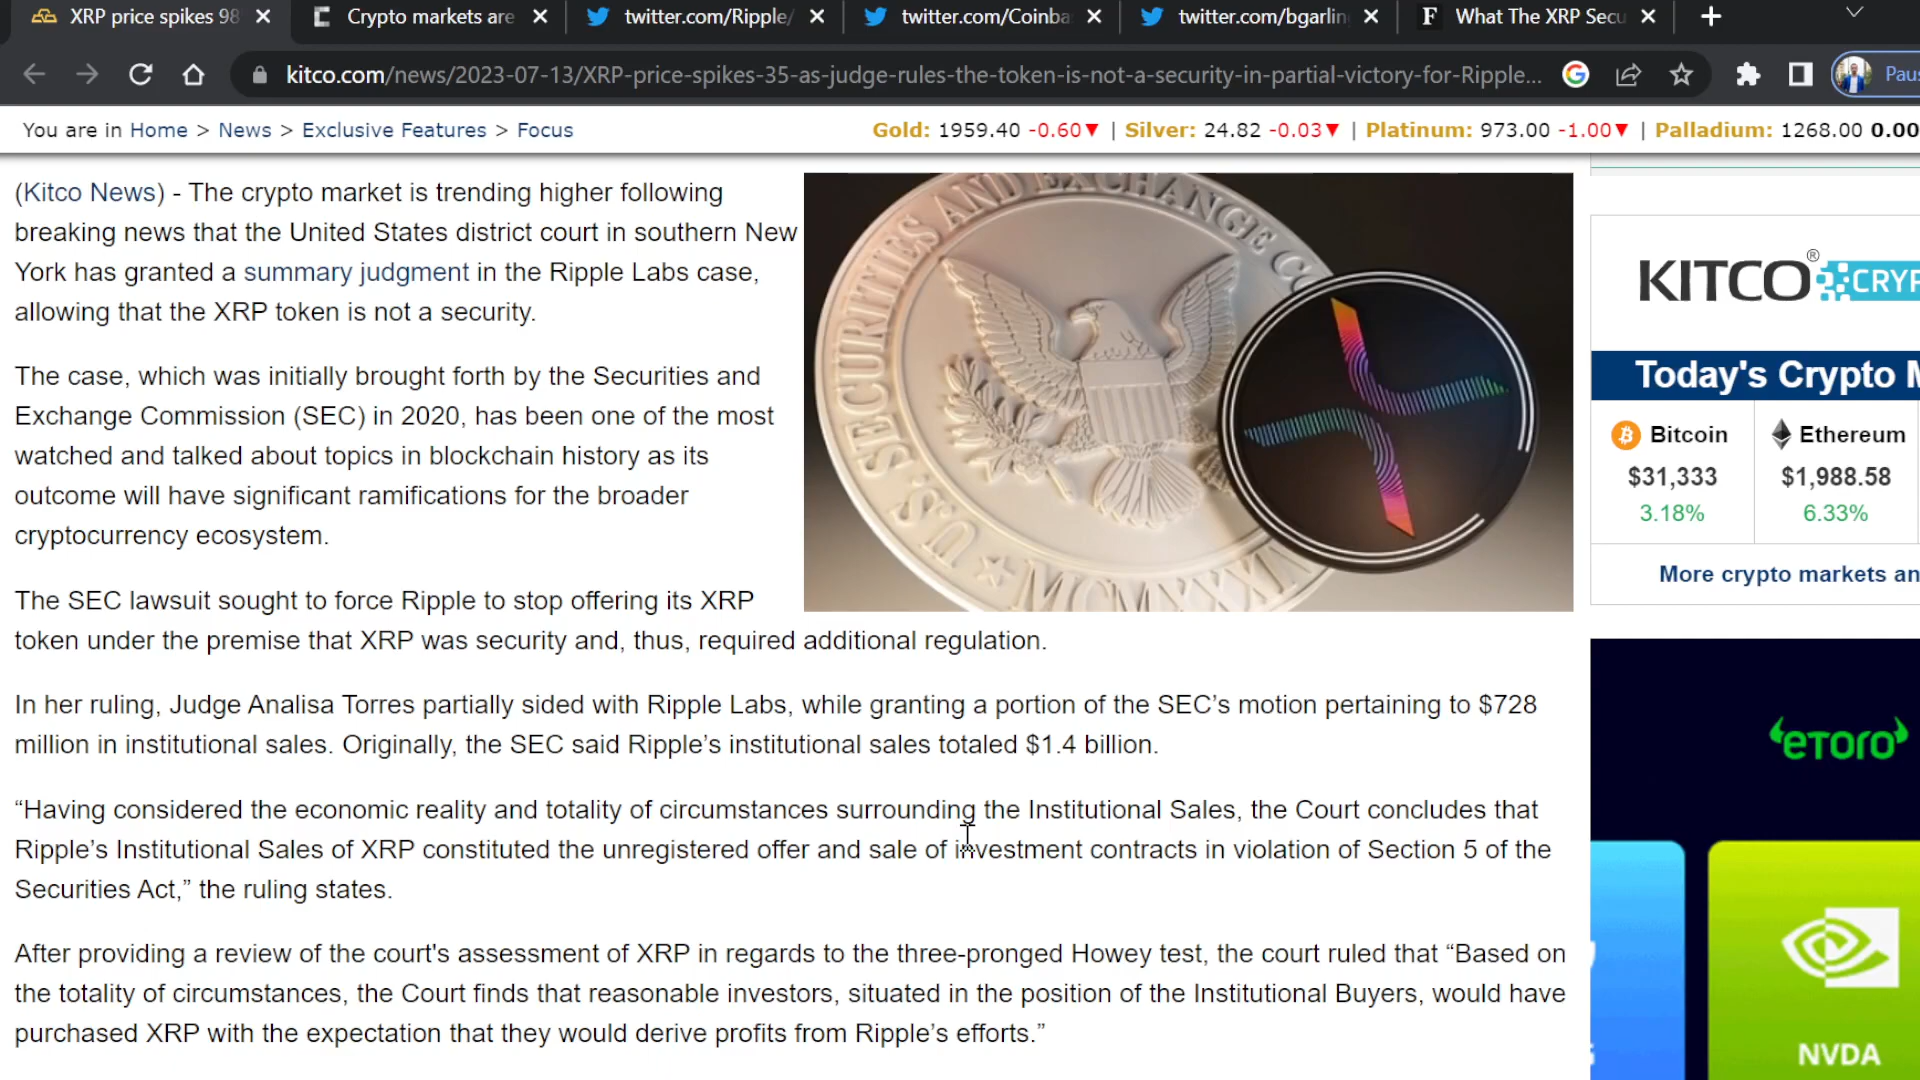 XRP price spikes 98
Crypto markets are
twitter.com/Ripple/
twitter.com/Coinba
twitter.com/bgarlin
What The XRP Secu
kitco.com/news/2023-07-13/XRP-price-spikes-35-as-judge-rules-the-token-is-not-a-security-in-partial-victory-for-Ripple...
Paus
You are in Home > News > Exclusive Features > Focus
Gold: 1959.40 -0.60▼ | Silver: 24.82 -0.03▼ | Platinum: 973.00 -1.00▼ | Palladium: 1268.00 0.00
(Kitco News) - The crypto market is trending higher following
breaking news that the United States district court in southern New
York has granted a summary judgment in the Ripple Labs case,
allowing that the XRP token is not a security.
The case, which was initially brought forth by the Securities and
Exchange Commission (SEC) in 2020, has been one of the most
watched and talked about topics in blockchain history as its
outcome will have significant ramifications for the broader
cryptocurrency ecosystem.
The SEC lawsuit sought to force Ripple to stop offering its XRP
token under the premise that XRP was security and, thus, required additional regulation.
In her ruling, Judge Analisa Torres partially sided with Ripple Labs, while granting a portion of the SEC’s motion pertaining to $728
million in institutional sales. Originally, the SEC said Ripple’s institutional sales totaled $1.4 billion.
“Having considered the economic reality and totality of circumstances surrounding the Institutional Sales, the Court concludes that
Ripple’s Institutional Sales of XRP constituted the unregistered offer and sale of investment contracts in violation of Section 5 of the
Securities Act,” the ruling states.
After providing a review of the court's assessment of XRP in regards to the three-pronged Howey test, the court ruled that “Based on
the totality of circumstances, the Court finds that reasonable investors, situated in the position of the Institutional Buyers, would have
purchased XRP with the expectation that they would derive profits from Ripple’s efforts.”
U.S. SECURITIES AND EXCHANGE CO
MCMXXXI
KITCO® CRYP
Today's Crypto M
Bitcoin
$31,333
3.18%
Ethereum
$1,988.58
6.33%
More crypto markets an
eToro
NVDA